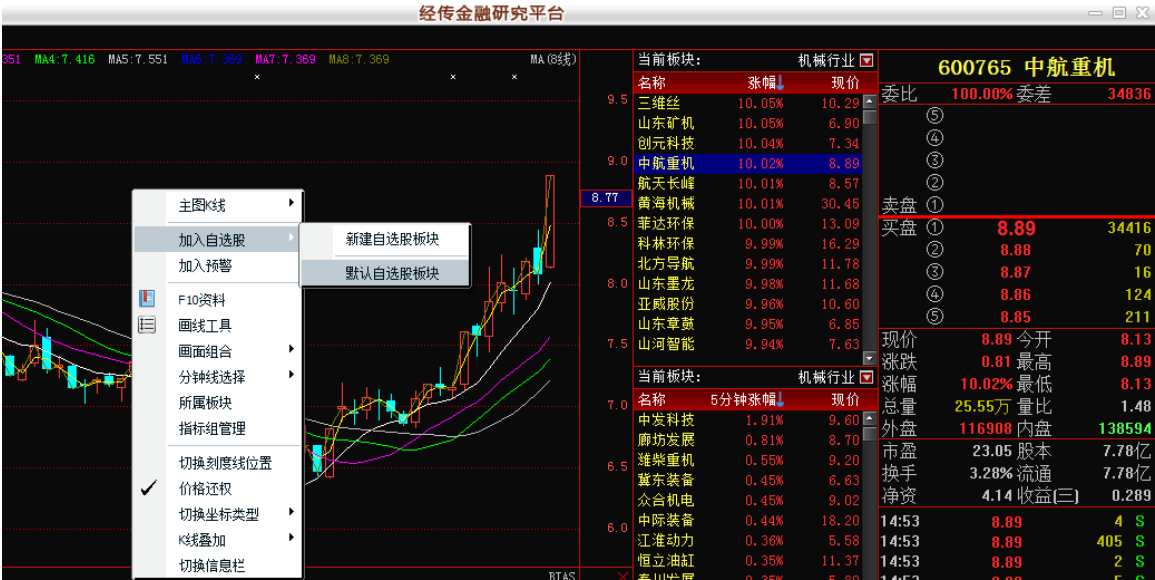 经传金融研究平台
351 MA4:7.416 MA5:7.551 MA6:7.369 MA7:7.369 MA8:7.369 MA(8线)
9.5
9.0
8.77
8.5
8.0
7.5
7.0
6.5
6.0
BIAS
主图K线
加入自选股
加入预警
F10资料
画线工具
画面组合
分钟线选择
所属板块
指标组管理
切换刻度线位置
价格还权
切换坐标类型
K线叠加
切换信息栏
新建自选股板块
默认自选股板块
当前板块: 机械行业
名称 涨幅↓ 现价
三维丝 10.05% 10.29
山东矿机 10.05% 6.90
创元科技 10.04% 7.34
中航重机 10.02% 8.89
航天长峰 10.01% 8.57
黄海机械 10.01% 30.45
菲达环保 10.00% 13.09
科林环保 9.99% 16.29
北方导航 9.99% 11.78
山东墨龙 9.98% 11.68
亚威股份 9.96% 10.60
山东章鼓 9.95% 6.85
山河智能 9.94% 7.63
当前板块: 机械行业
名称 5分钟涨幅↓ 现价
中发科技 1.91% 9.60
廊坊发展 0.81% 8.70
潍柴重机 0.55% 9.20
冀东装备 0.45% 6.63
众合机电 0.45% 9.02
中际装备 0.44% 18.20
江淮动力 0.36% 5.58
恒立油缸 0.35% 11.37
600765 中航重机
委比 100.00% 委差 34836
⑤
④
③
②
卖盘 ①
买盘 ① 8.89 34416
② 8.88 70
③ 8.87 16
④ 8.86 124
⑤ 8.85 211
现价 8.89 今开 8.13
涨跌 0.81 最高 8.89
涨幅 10.02% 最低 8.13
总量 25.55万 量比 1.48
外盘 116908 内盘 138594
市盈 23.05 股本 7.78亿
换手 3.28% 流通 7.78亿
净资 4.14 收益(三) 0.289
14:53 8.89 4 S
14:53 8.89 405 S
14:53 8.89 2 S